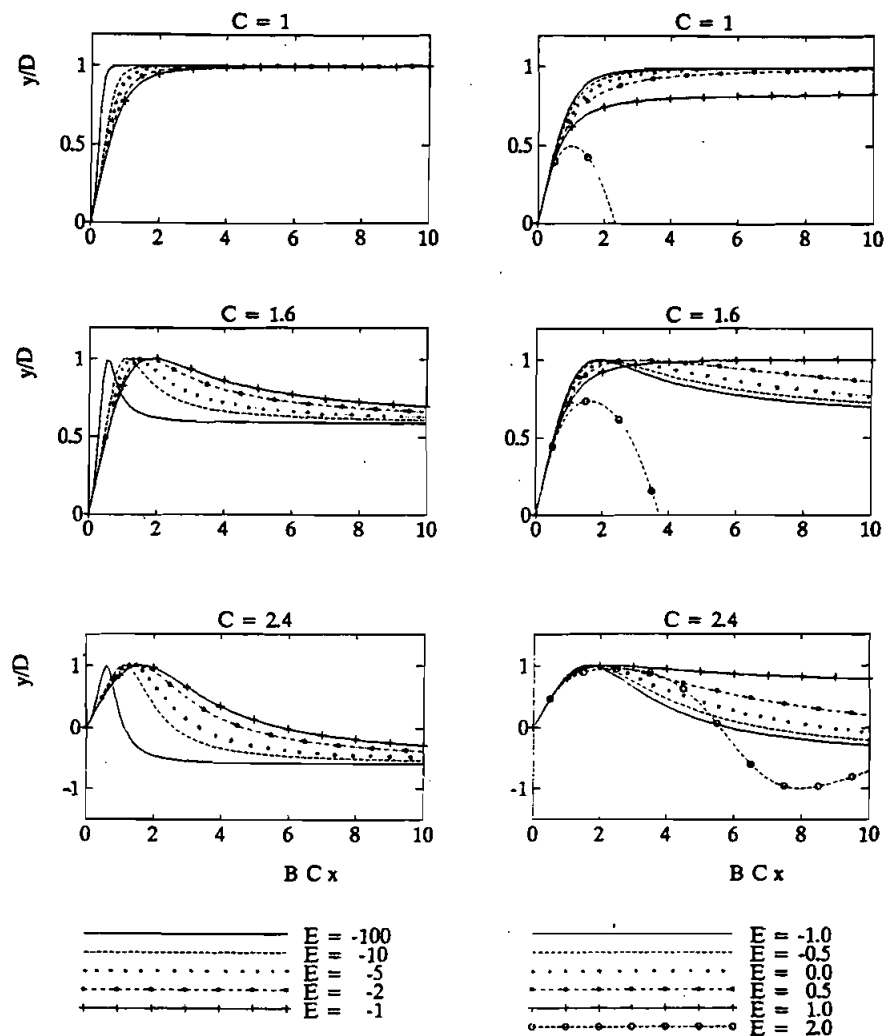 C = 1
y/D
1
0.5
0
0 2 4 6 8 10
C = 1
1
0.5
0
0 2 4 6 8 10
C = 1.6
y/D
1
0.5
0
0 2 4 6 8 10
C = 1.6
1
0.5
0
0 2 4 6 8 10
C = 2.4
y/D
1
0
-1
0 2 4 6 8 10
B C x
C = 2.4
1
0
-1
0 2 4 6 8 10
B C x
E = -100
E = -10
E = -5
E = -2
E = -1
E = -1.0
E = -0.5
E = 0.0
E = 0.5
E = 1.0
E = 2.0